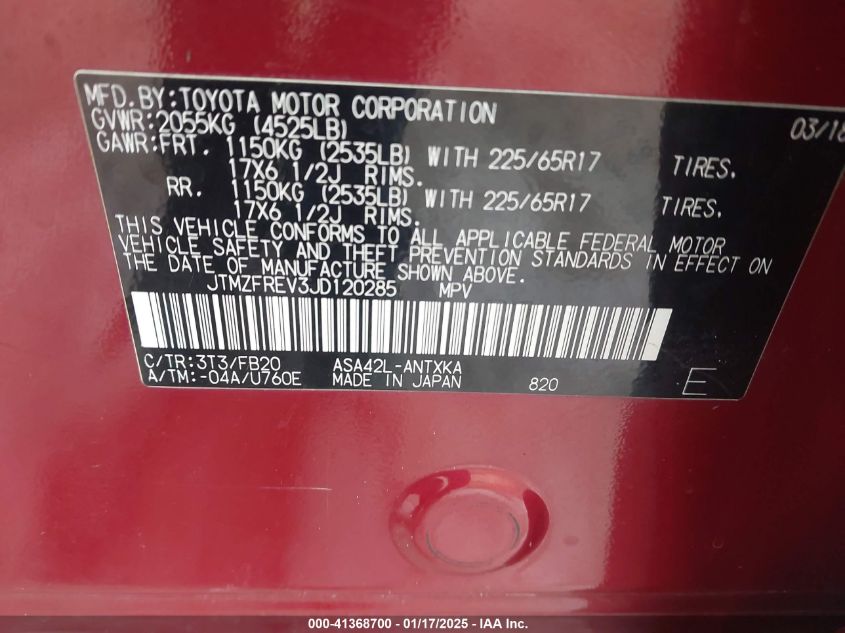 MFD.BY:TOYOTA MOTOR CORPORATION 03/18
GVWR:2055KG (4525LB)
GAWR:FRT. 1150KG (2535LB) WITH 225/65R17 TIRES.
17X6 1/2J RIMS.
RR. 1150KG (2535LB) WITH 225/65R17 TIRES.
17X6 1/2J RIMS.
THIS VEHICLE CONFORMS TO ALL APPLICABLE FEDERAL MOTOR
VEHICLE SAFETY AND THEFT PREVENTION STANDARDS IN EFFECT ON
THE DATE OF MANUFACTURE SHOWN ABOVE.
JTMZFREV3JD120285 MPV
C/TR:3T3/FB20 ASA42L-ANTXKA
A/TM:-04A/U760E MADE IN JAPAN 820 E
000-41368700 - 01/17/2025 - IAA Inc.